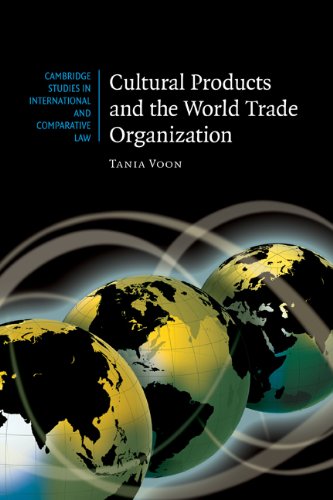 CAMBRIDGE
STUDIES IN
INTERNATIONAL
AND
COMPARATIVE
LAW
Cultural Products
and the World Trade
Organization
TANIA VOON